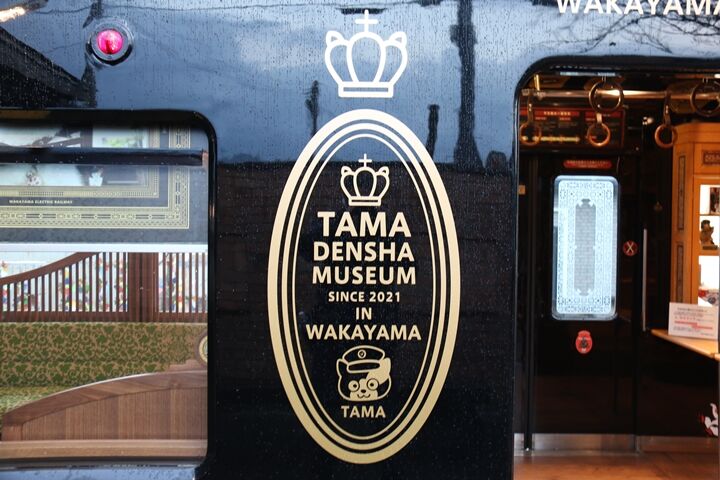 WAKAYAMA
TAMA
DENSHA
MUSEUM
SINCE 2021
IN
WAKAYAMA
TAMA
WAKAYAMA ELECTRIC RAILWAY